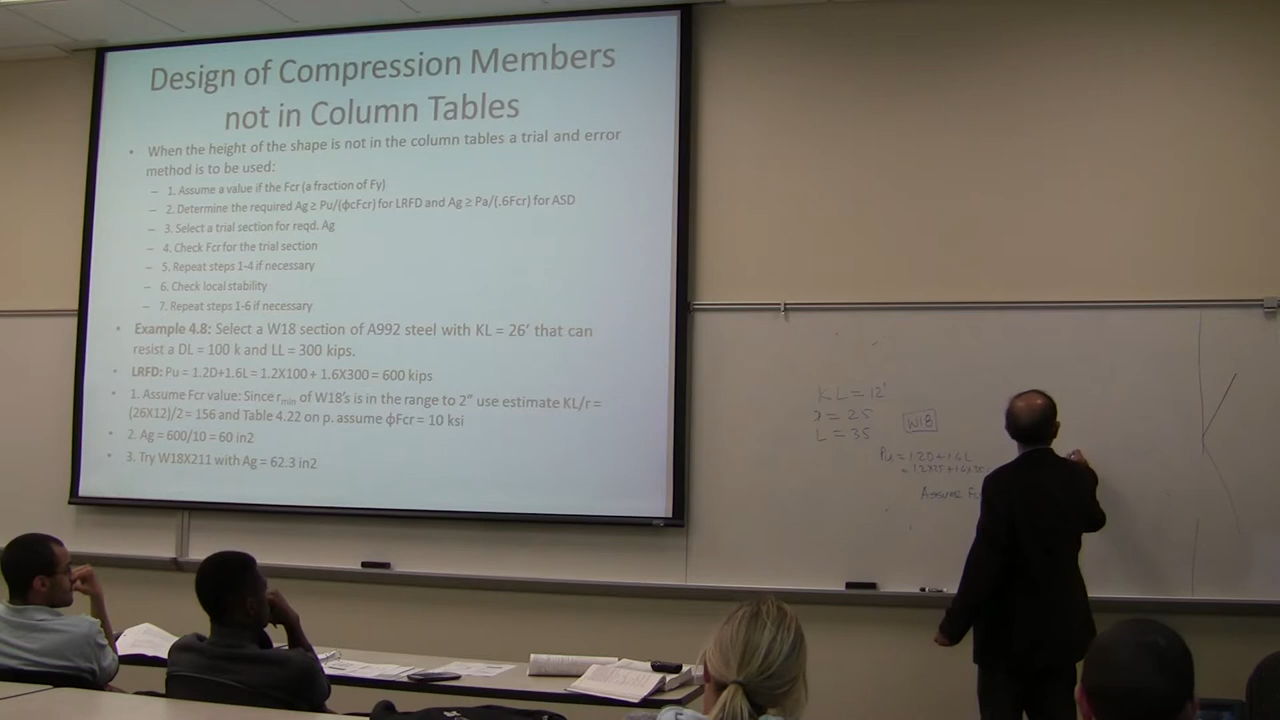 Design of Compression Members
not in Column Tables
• When the height of the shape is not in the column tables a trial and error
method is to be used:
– 1. Assume a value if the Fcr (a fraction of Fy)
– 2. Determine the required Ag ≥ Pu/(ϕcFcr) for LRFD and Ag ≥ Pa/(.6Fcr) for ASD
– 3. Select a trial section for reqd. Ag
– 4. Check Fcr for the trial section
– 5. Repeat steps 1-4 if necessary
– 6. Check local stability
– 7. Repeat steps 1-6 if necessary
• Example 4.8: Select a W18 section of A992 steel with KL = 26' that can
resist a DL = 100 k and LL = 300 kips.
• LRFD: Pu = 1.2D+1.6L = 1.2X100 + 1.6X300 = 600 kips
• 1. Assume Fcr value: Since rmin of W18's is in the range to 2" use estimate KL/r =
(26X12)/2 = 156 and Table 4.22 on p. assume ϕFcr = 10 ksi
• 2. Ag = 600/10 = 60 in2
• 3. Try W18X211 with Ag = 62.3 in2
KL = 12'
= 25
L = 35
W18
Pu = 1.2D+1.6L
Assume